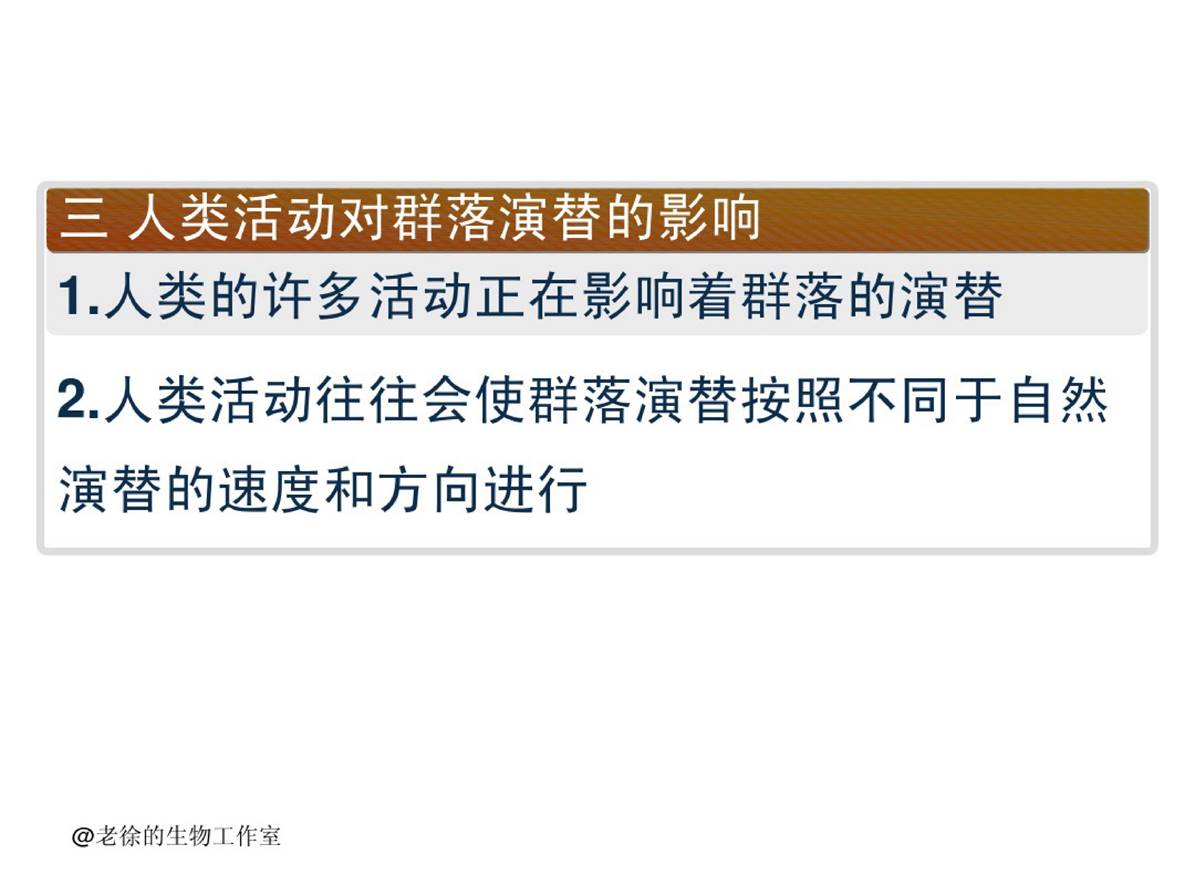 三 人类活动对群落演替的影响
1.人类的许多活动正在影响着群落的演替
2.人类活动往往会使群落演替按照不同于自然
演替的速度和方向进行
@老徐的生物工作室